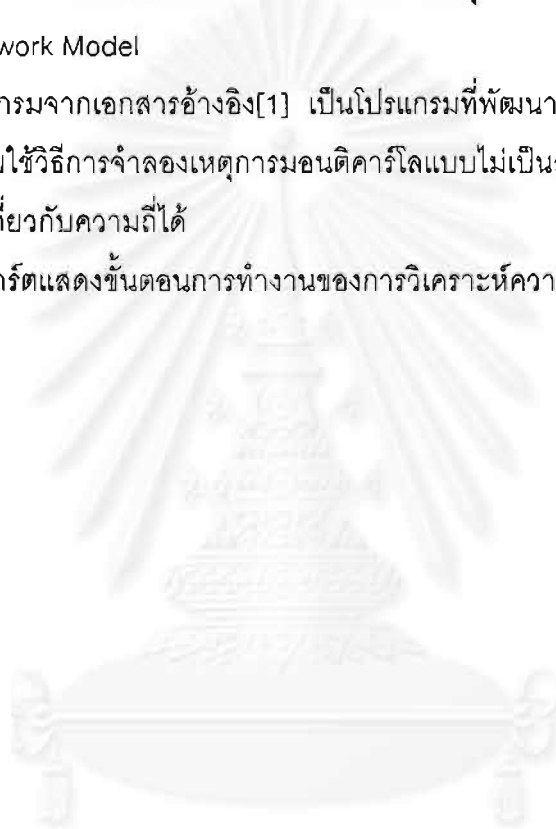 work Model
กรมจากเอกสารอ้างอิง[1] เป็นโปรแกรมที่พัฒนา
ใช้วิธีการจำลองเหตุการมอนติคาร์โลแบบไม่เป็น
กี่ยวกับความถี่ได้
าร์ตแสดงขั้นตอนการทำงานของการวิเคราะห์ควา